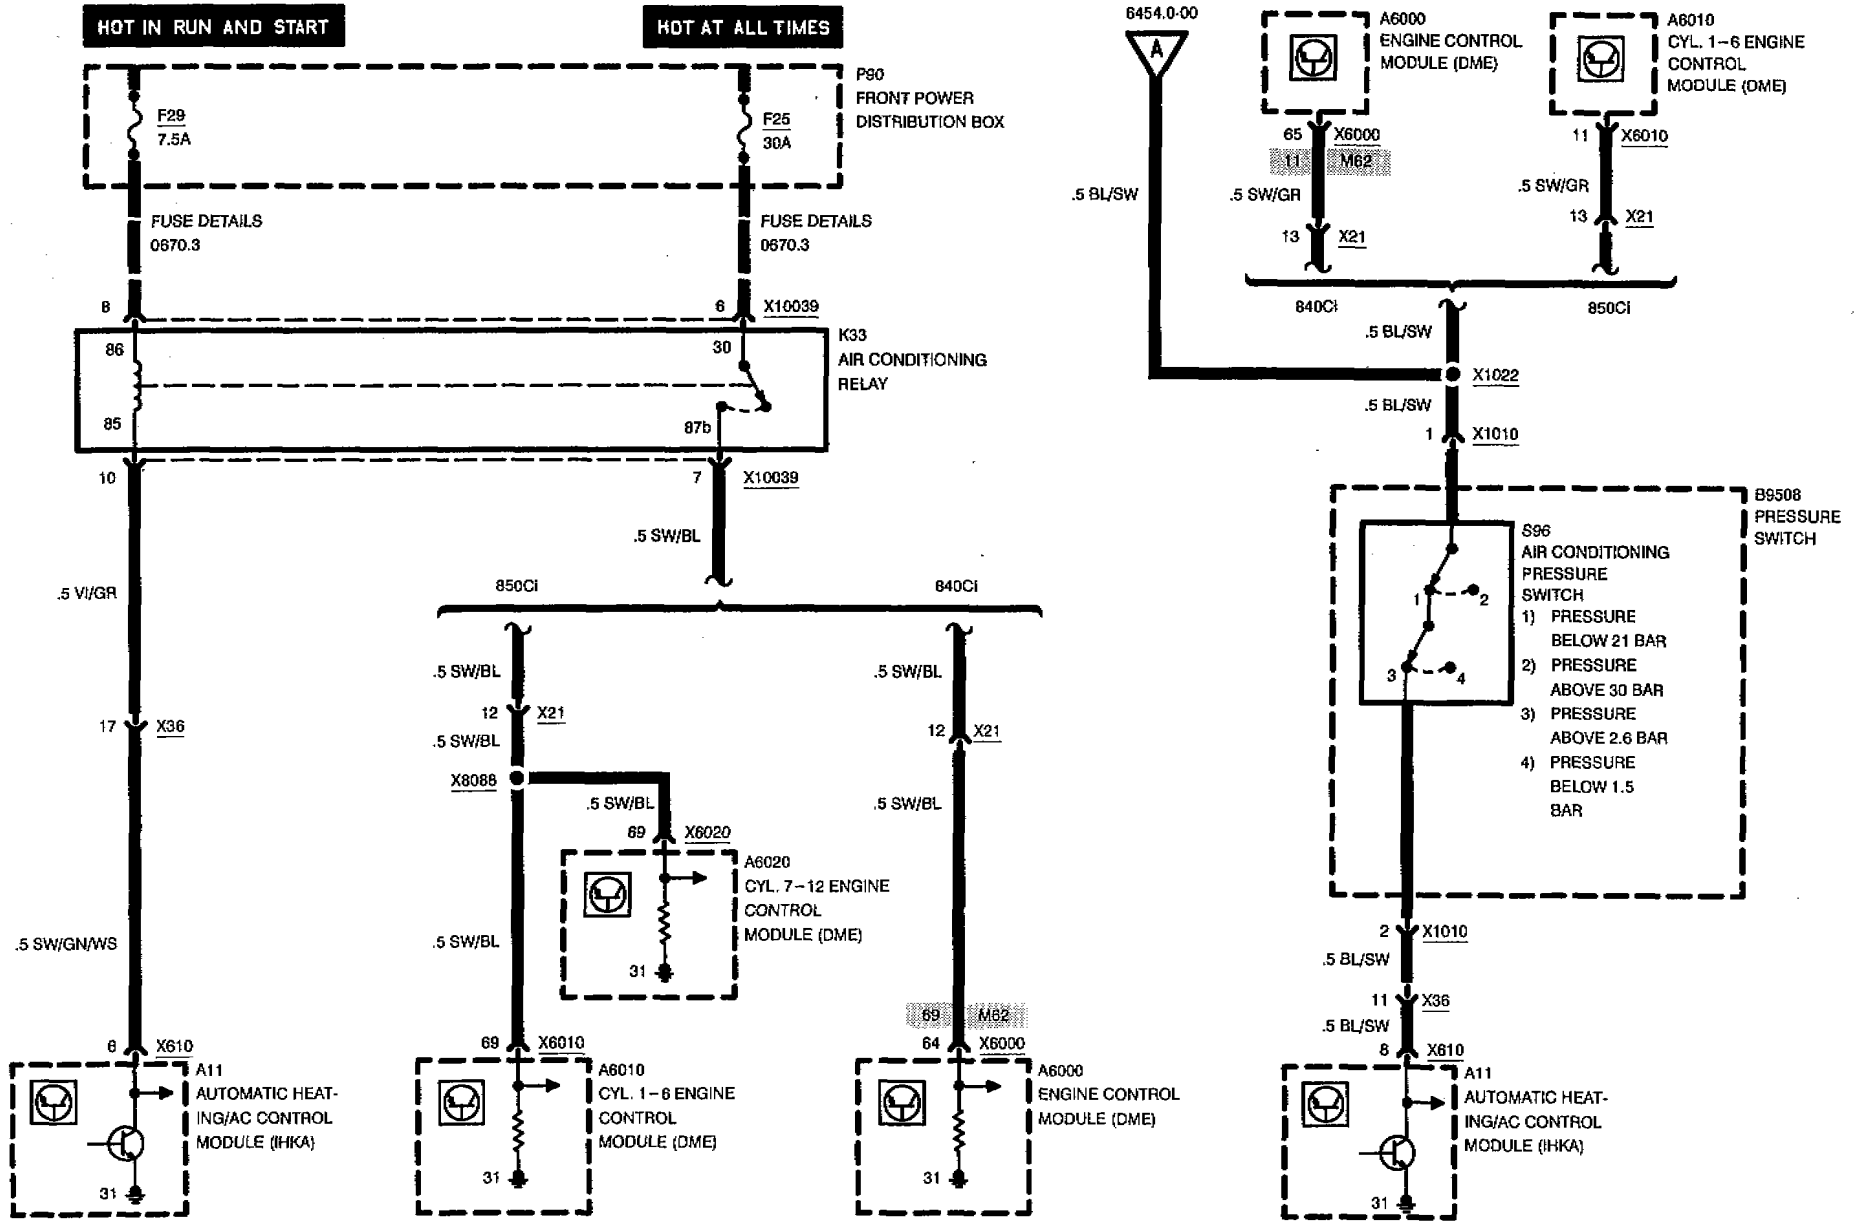 HOT IN RUN AND START
HOT AT ALL TIMES
P90
FRONT POWER
DISTRIBUTION BOX
F29
7.5A
F25
30A
FUSE DETAILS
0670.3
FUSE DETAILS
0670.3
8
6
X10039
K33
AIR CONDITIONING
RELAY
86
30
85
87b
10
7
X10039
.5 SW/BL
.5 VI/GR
850Ci
840Ci
.5 SW/BL
.5 SW/BL
12
X21
12
X21
17
X36
.5 SW/BL
X8088
.5 SW/BL
.5 SW/BL
69
X6020
A6020
CYL. 7-12 ENGINE
CONTROL
MODULE (DME)
31
.5 SW/GN/WS
.5 SW/BL
69
M62
6
X610
69
X6010
64
X6000
A11
AUTOMATIC HEAT-
ING/AC CONTROL
MODULE (IHKA)
31
A6010
CYL. 1-6 ENGINE
CONTROL
MODULE (DME)
31
A6000
ENGINE CONTROL
MODULE (DME)
31
6454.0-00
A
A6000
ENGINE CONTROL
MODULE (DME)
A6010
CYL. 1-6 ENGINE
CONTROL
MODULE (DME)
65
X6000
11
M62
11
X6010
.5 BL/SW
.5 SW/GR
.5 SW/GR
13
X21
13
X21
840Ci
850Ci
.5 BL/SW
X1022
.5 BL/SW
1
X1010
B9508
PRESSURE
SWITCH
S96
AIR CONDITIONING
PRESSURE
SWITCH
1) PRESSURE
BELOW 21 BAR
2) PRESSURE
ABOVE 30 BAR
3) PRESSURE
ABOVE 2.6 BAR
4) PRESSURE
BELOW 1.5
BAR
1
2
3
4
2
X1010
.5 BL/SW
11
X36
.5 BL/SW
8
X610
A11
AUTOMATIC HEAT-
ING/AC CONTROL
MODULE (IHKA)
31